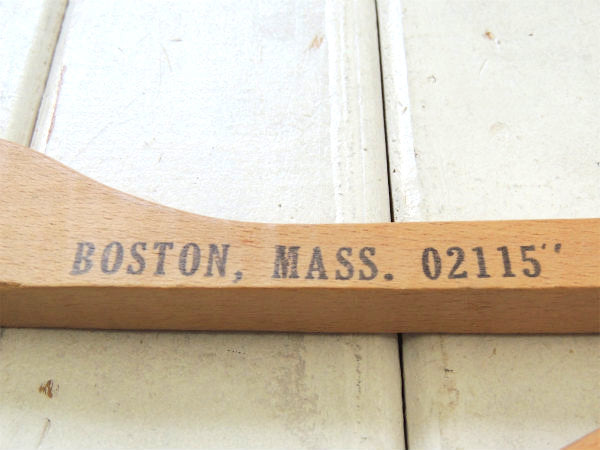 BOSTON, MASS. 02115"